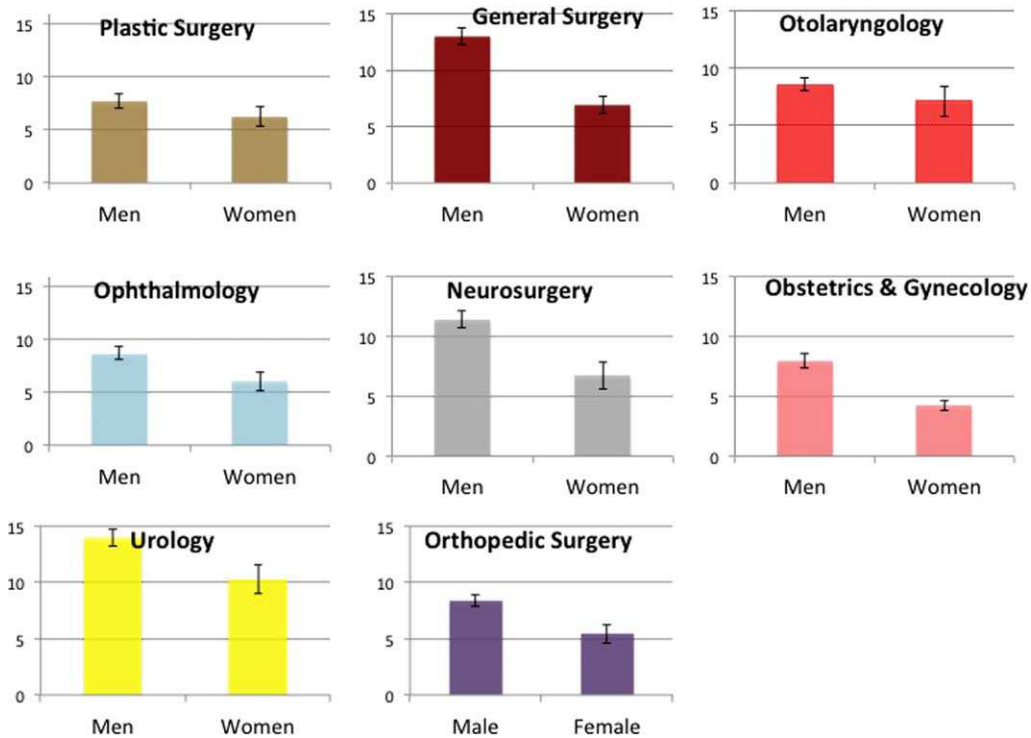 Plastic Surgery
15
10
5
0
Men Women
General Surgery
15
10
5
0
Men Women
Otolaryngology
15
10
5
0
Men Women
Ophthalmology
15
10
5
0
Men Women
Neurosurgery
15
10
5
0
Men Women
Obstetrics & Gynecology
15
10
5
0
Men Women
Urology
15
10
5
0
Men Women
Orthopedic Surgery
15
10
5
0
Male Female